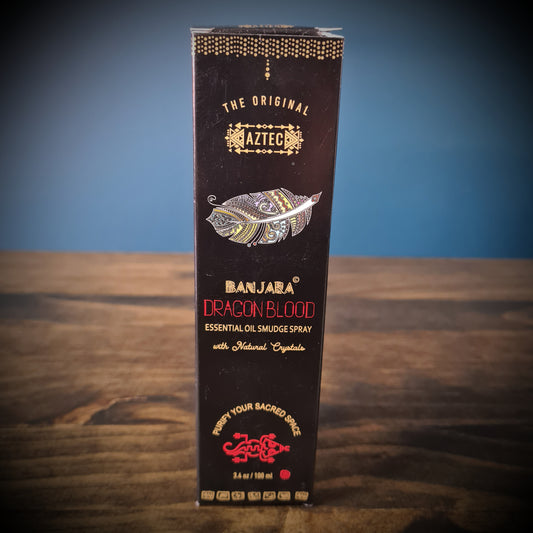 THE ORIGINAL
AZTEC
BANJARA©
DRAGON BLOOD
ESSENTIAL OIL SMUDGE SPRAY
with Natural Crystals
PURIFY YOUR SACRED SPACE
3.4 oz / 100 ml